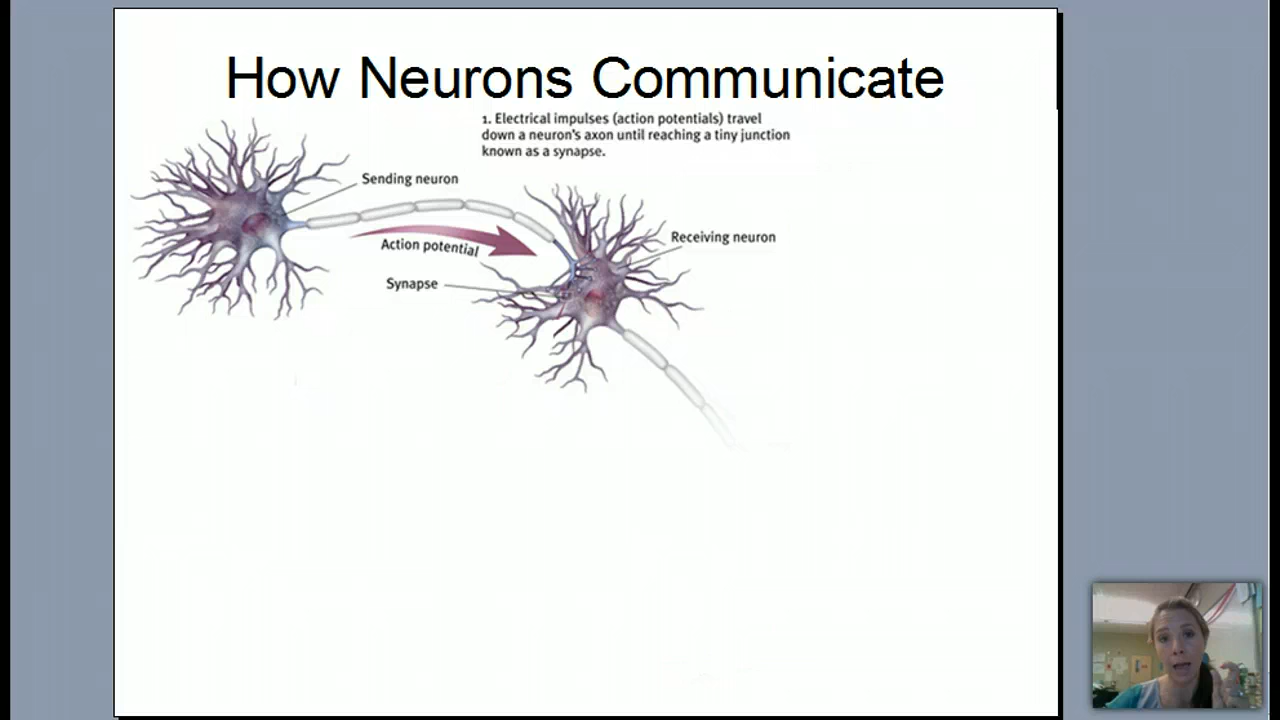 How Neurons Communicate
1. Electrical impulses (action potentials) travel
down a neuron's axon until reaching a tiny junction
known as a synapse.
Sending neuron
Receiving neuron
Action potential
Synapse